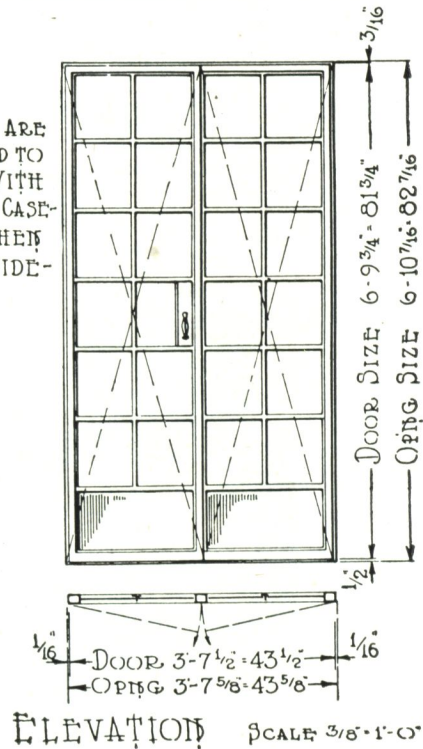 3/16"
ARE
D TO
WITH
CASE-
HEN
IDE-
DOOR SIZE 6-9 3/4" = 81 3/4"
OPNG SIZE 6-10 7/16" 82 7/16"
1/2"
1/16"
1/16"
DOOR 3'-7 1/2" = 43 1/2"
OPNG 3'-7 5/8" = 43 5/8"
ELEVATION SCALE 3/8" = 1'-0"